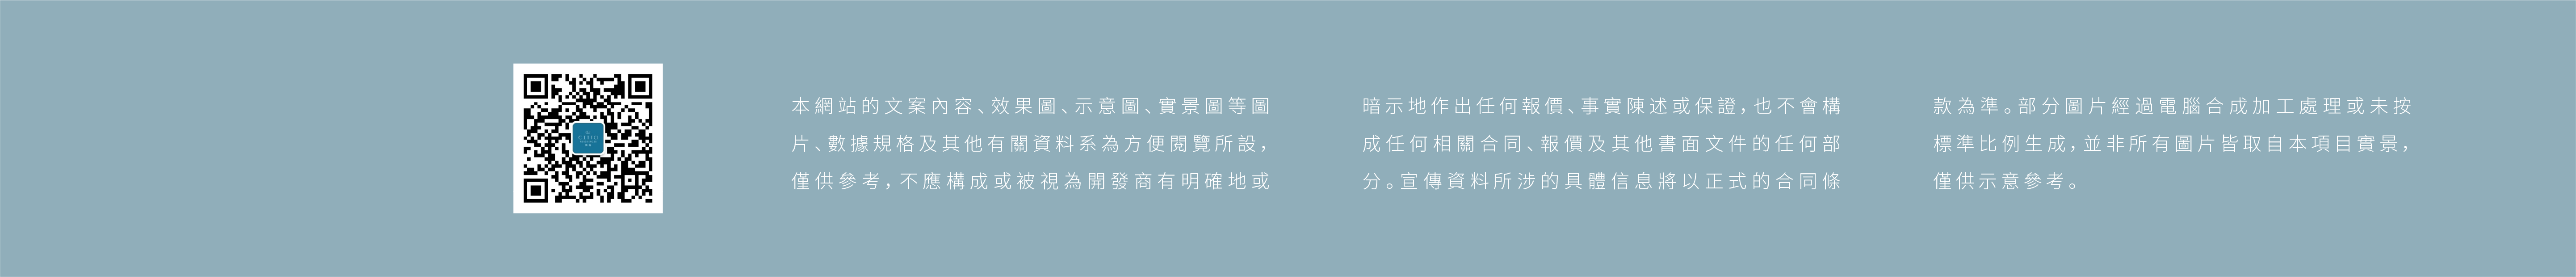 本網站的文案內容、效果圖、示意圖、實景圖等圖
片、數據規格及其他有關資料系為方便閱覽所設，
僅供參考，不應構成或被視為開發商有明確地或
暗示地作出任何報價、事實陳述或保證，也不會構
成任何相關合同、報價及其他書面文件的任何部
分。宣傳資料所涉的具體信息將以正式的合同條
款為準。部分圖片經過電腦合成加工處理或未按
標準比例生成，並非所有圖片皆取自本項目實景，
僅供示意參考。